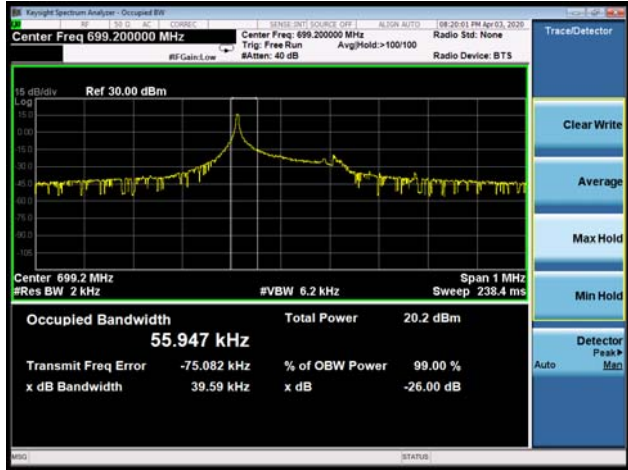 Keysight Spectrum Analyzer - Occupied BW
RF 50 Ω AC CORREC SENSE:INT SOURCE OFF ALIGN AUTO 08:20:01 PM Apr 03, 2020
Center Freq 699.200000 MHz
Center Freq: 699.200000 MHz
Radio Std: None
Trig: Free Run Avg|Hold:>100/100
#IFGain:Low
#Atten: 40 dB
Radio Device: BTS
Trace/Detector
15 dB/div Ref 30.00 dBm
Log
15.0
0.00
-15.0
-30.0
-45.0
-60.0
-75.0
-90.0
-105
Center 699.2 MHz Span 1 MHz
#Res BW 2 kHz #VBW 6.2 kHz Sweep 238.4 ms
Occupied Bandwidth
55.947 kHz
Total Power 20.2 dBm
Transmit Freq Error -75.082 kHz % of OBW Power 99.00 %
x dB Bandwidth 39.59 kHz x dB -26.00 dB
Clear Write
Average
Max Hold
Min Hold
Detector
Peak▶
Auto Man
MSG STATUS